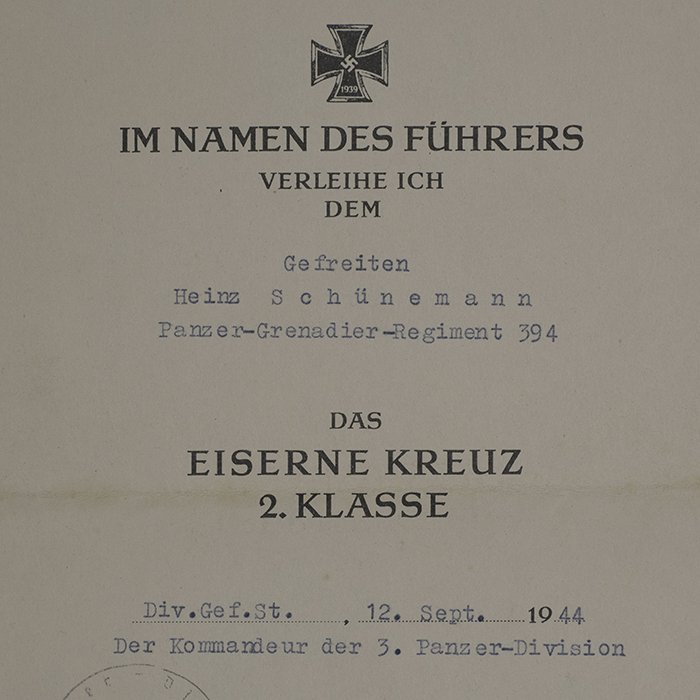 1939
IM NAMEN DES FÜHRERS
VERLEIHE ICH
DEM
Gefreiten
Heinz Schünemann
Panzer-Grenadier-Regiment 394
DAS
EISERNE KREUZ
2. KLASSE
Div.Gef.St. , 12. Sept. 1944
Der Kommandeur der 3. Panzer-Division